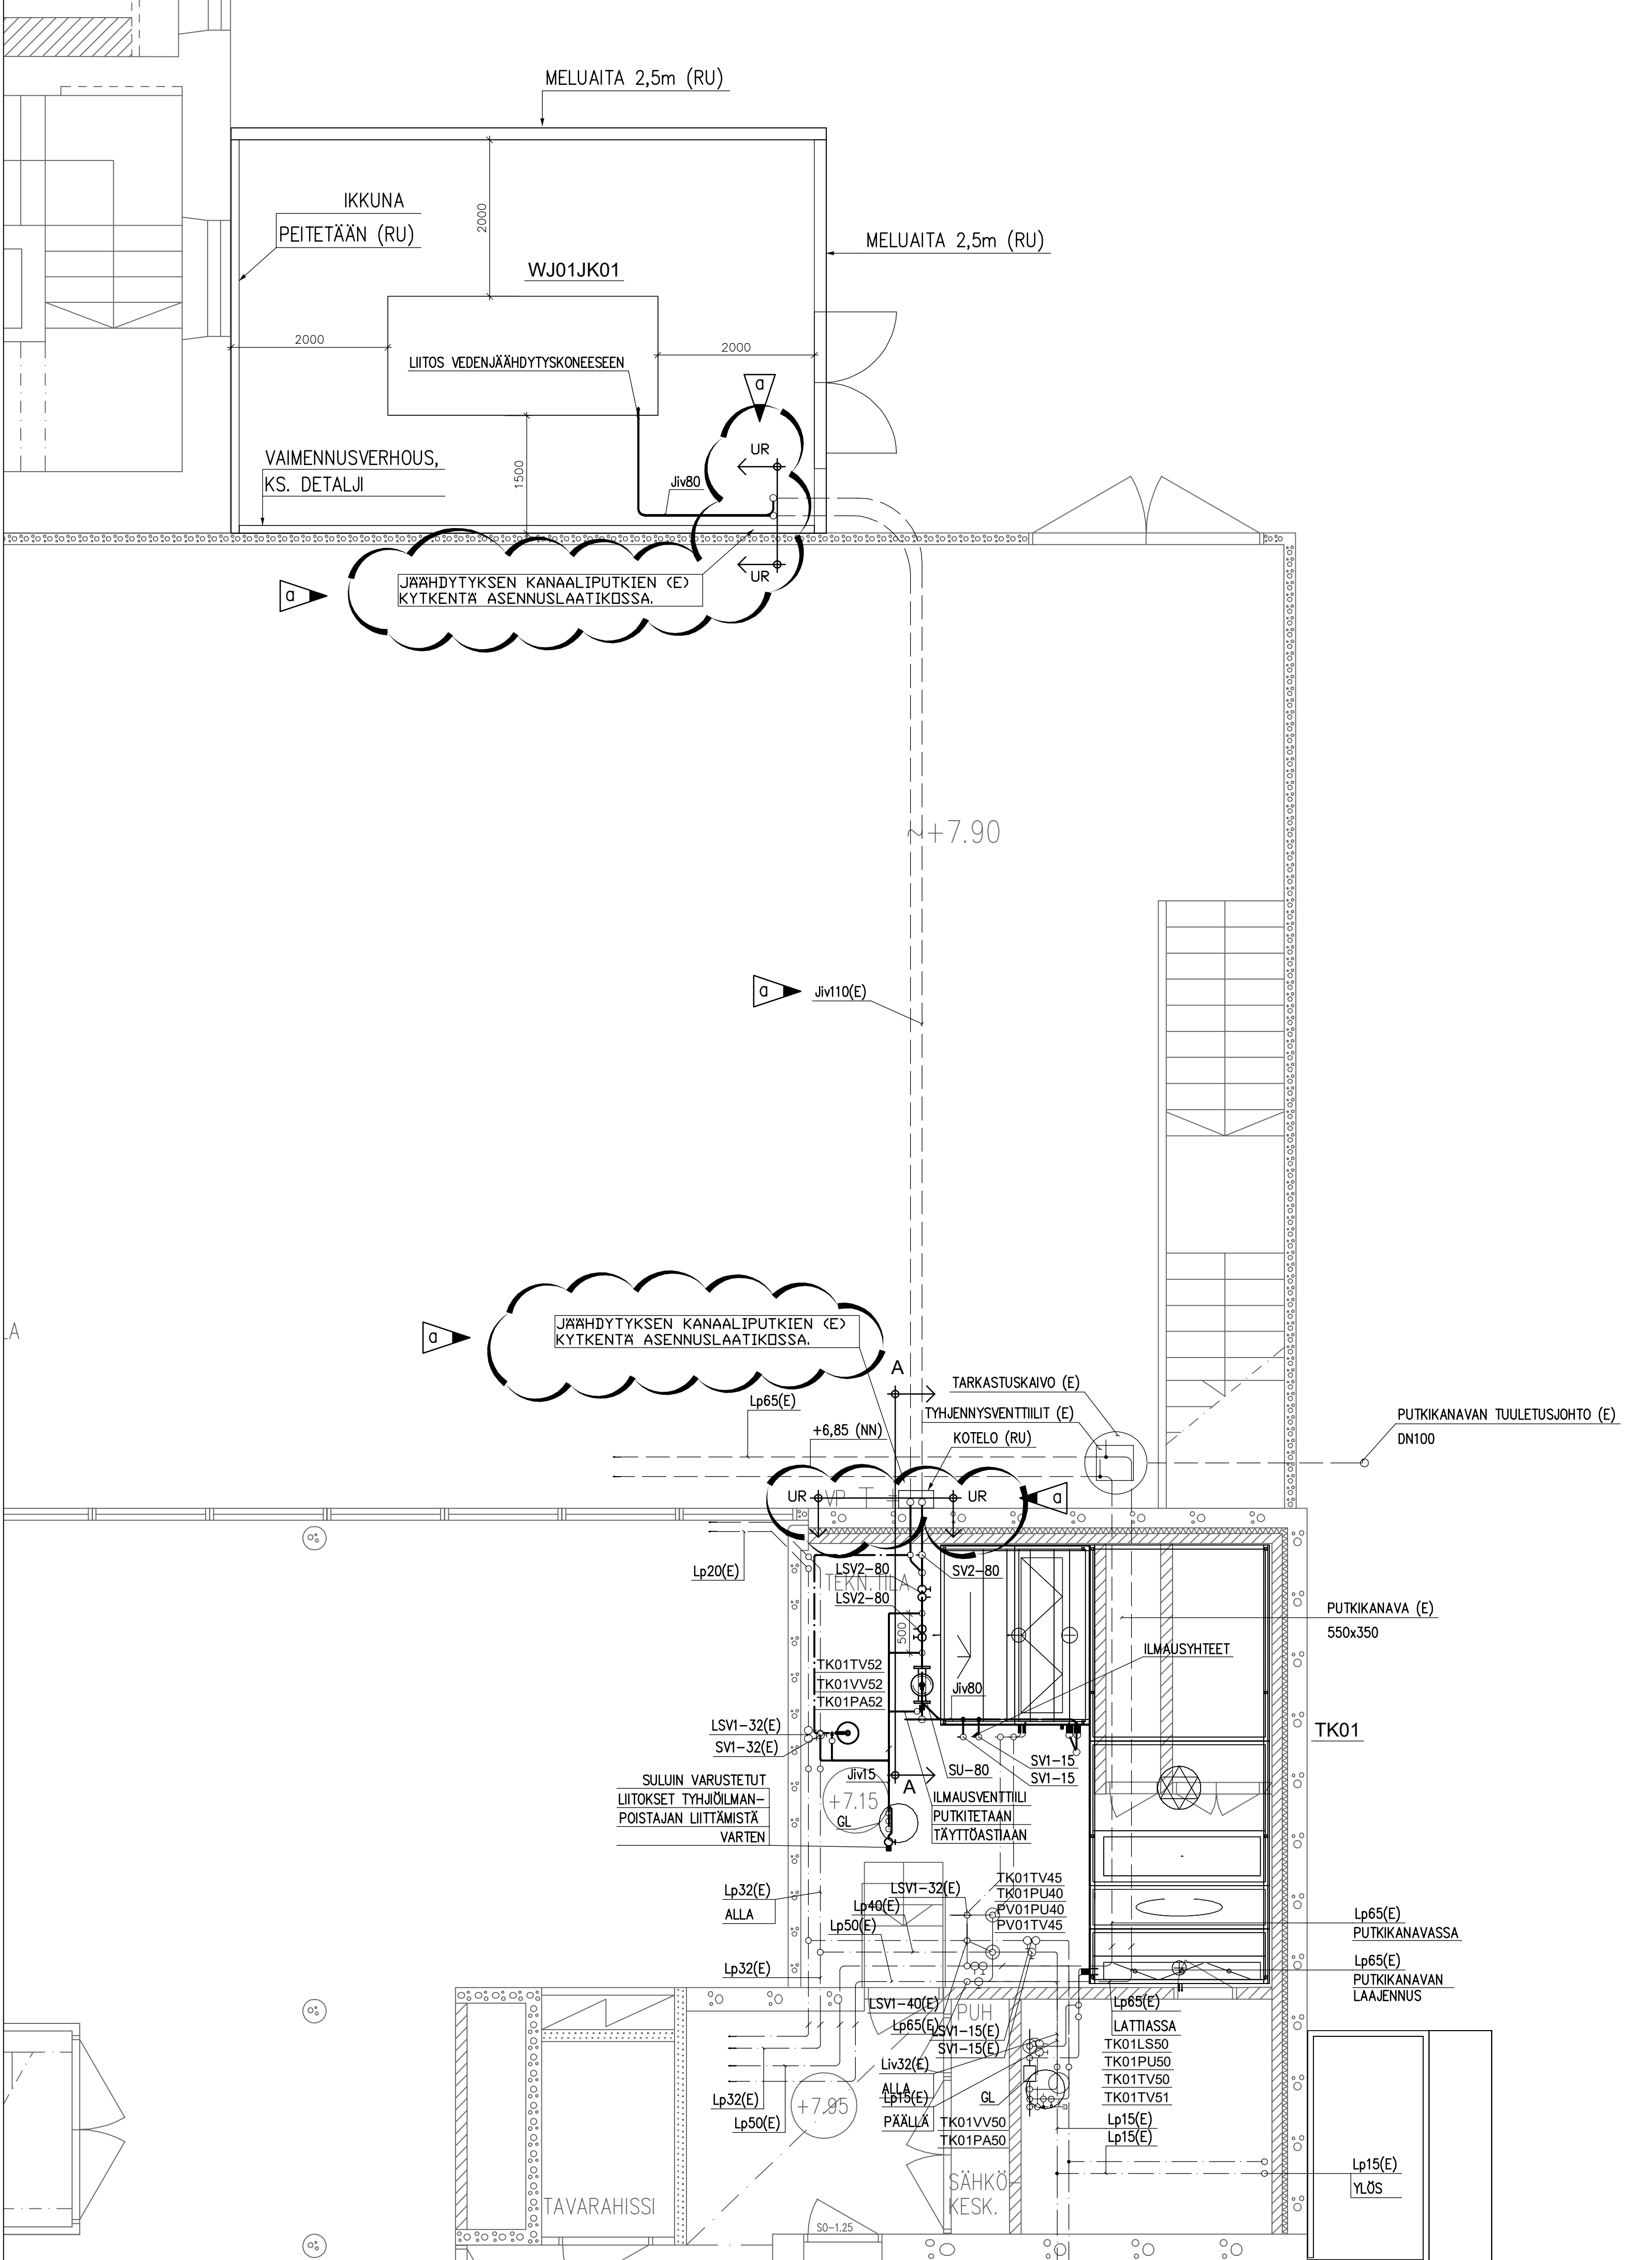 MELUAITA 2,5m (RU)
IKKUNA
PEITETÄÄN (RU)
2000
MELUAITA 2,5m (RU)
WJ01JK01
2000
2000
LIITOS VEDENJÄÄHDYTYSKONEESEEN
a
UR
VAIMENNUSVERHOUS,
KS. DETALJI
1500
Jiv80
UR
JÄÄHDYTYKSEN KANAALIPUTKIEN (E)
KYTKENTÄ ASENNUSLAATIKOSSA.
a
~+7.90
a
Jiv110(E)
LA
JÄÄHDYTYKSEN KANAALIPUTKIEN (E)
KYTKENTÄ ASENNUSLAATIKOSSA.
a
A
TARKASTUSKAIVO (E)
Lp65(E)
TYHJENNYSVENTTIILIT (E)
PUTKIKANAVAN TUULETUSJOHTO (E)
DN100
+6,85 (NN)
KOTELO (RU)
UR
VP T
UR
a
Lp20(E)
LSV2-80
SV2-80
TEKN.TILA
LSV2-80
PUTKIKANAVA (E)
550x350
500
ILMAUSYHTEET
TK01TV52
TK01VV52
TK01PA52
Jiv80
LSV1-32(E)
SV1-32(E)
TK01
SV1-15
SV1-15
SU-80
Jiv15
A
SULUIN VARUSTETUT
LIITOKSET TYHJIÖILMAN-
POISTAJAN LIITTÄMISTÄ
VARTEN
+7.15
GL
ILMAUSVENTTIILI
PUTKITETAAN
TÄYTTÖASTIAAN
TK01TV45
TK01PU40
PV01PU40
PV01TV45
LSV1-32(E)
Lp32(E)
ALLA
Lp40(E)
Lp50(E)
Lp65(E)
PUTKIKANAVASSA
Lp32(E)
Lp65(E)
PUTKIKANAVAN
LAAJENNUS
LSV1-40(E)
PUH
Lp65(E)
LSV1-15(E)
SV1-15(E)
Lp65(E)
LATTIASSA
TK01LS50
TK01PU50
TK01TV50
TK01TV51
Liv32(E)
ALLA
Lp15(E)
PÄÄLLÄ
GL
Lp32(E)
Lp50(E)
+7.95
TK01VV50
TK01PA50
Lp15(E)
Lp15(E)
Lp15(E)
YLÖS
TAVARAHISSI
SÄHKÖ-
KESK.
SO-1.25